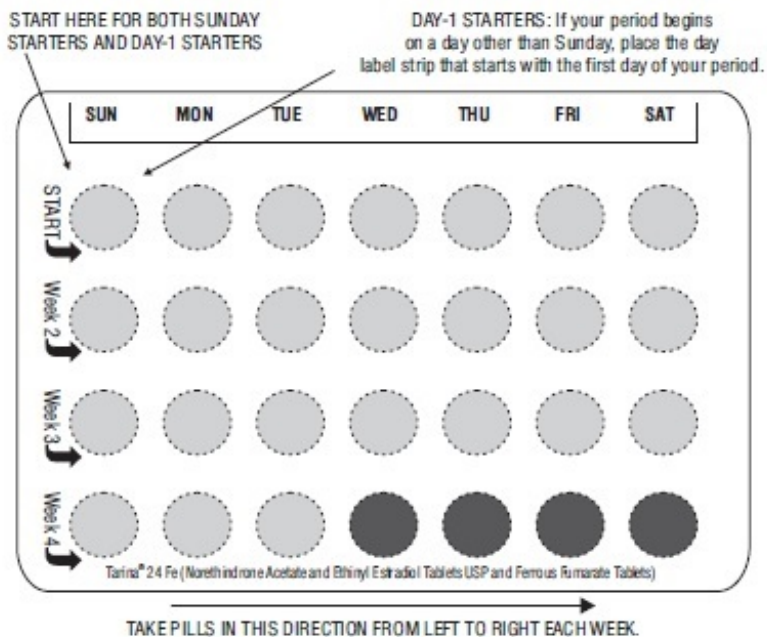 START HERE FOR BOTH SUNDAY
STARTERS AND DAY-1 STARTERS
DAY-1 STARTERS: If your period begins
on a day other than Sunday, place the day
label strip that starts with the first day of your period.
SUN MON TUE WED THU FRI SAT
START
Week 2
Week 3
Week 4
Tarina® 24 Fe (Norethindrone Acetate and Ethinyl Estradiol Tablets USP and Ferrous Fumarate Tablets)
TAKE PILLS IN THIS DIRECTION FROM LEFT TO RIGHT EACH WEEK.